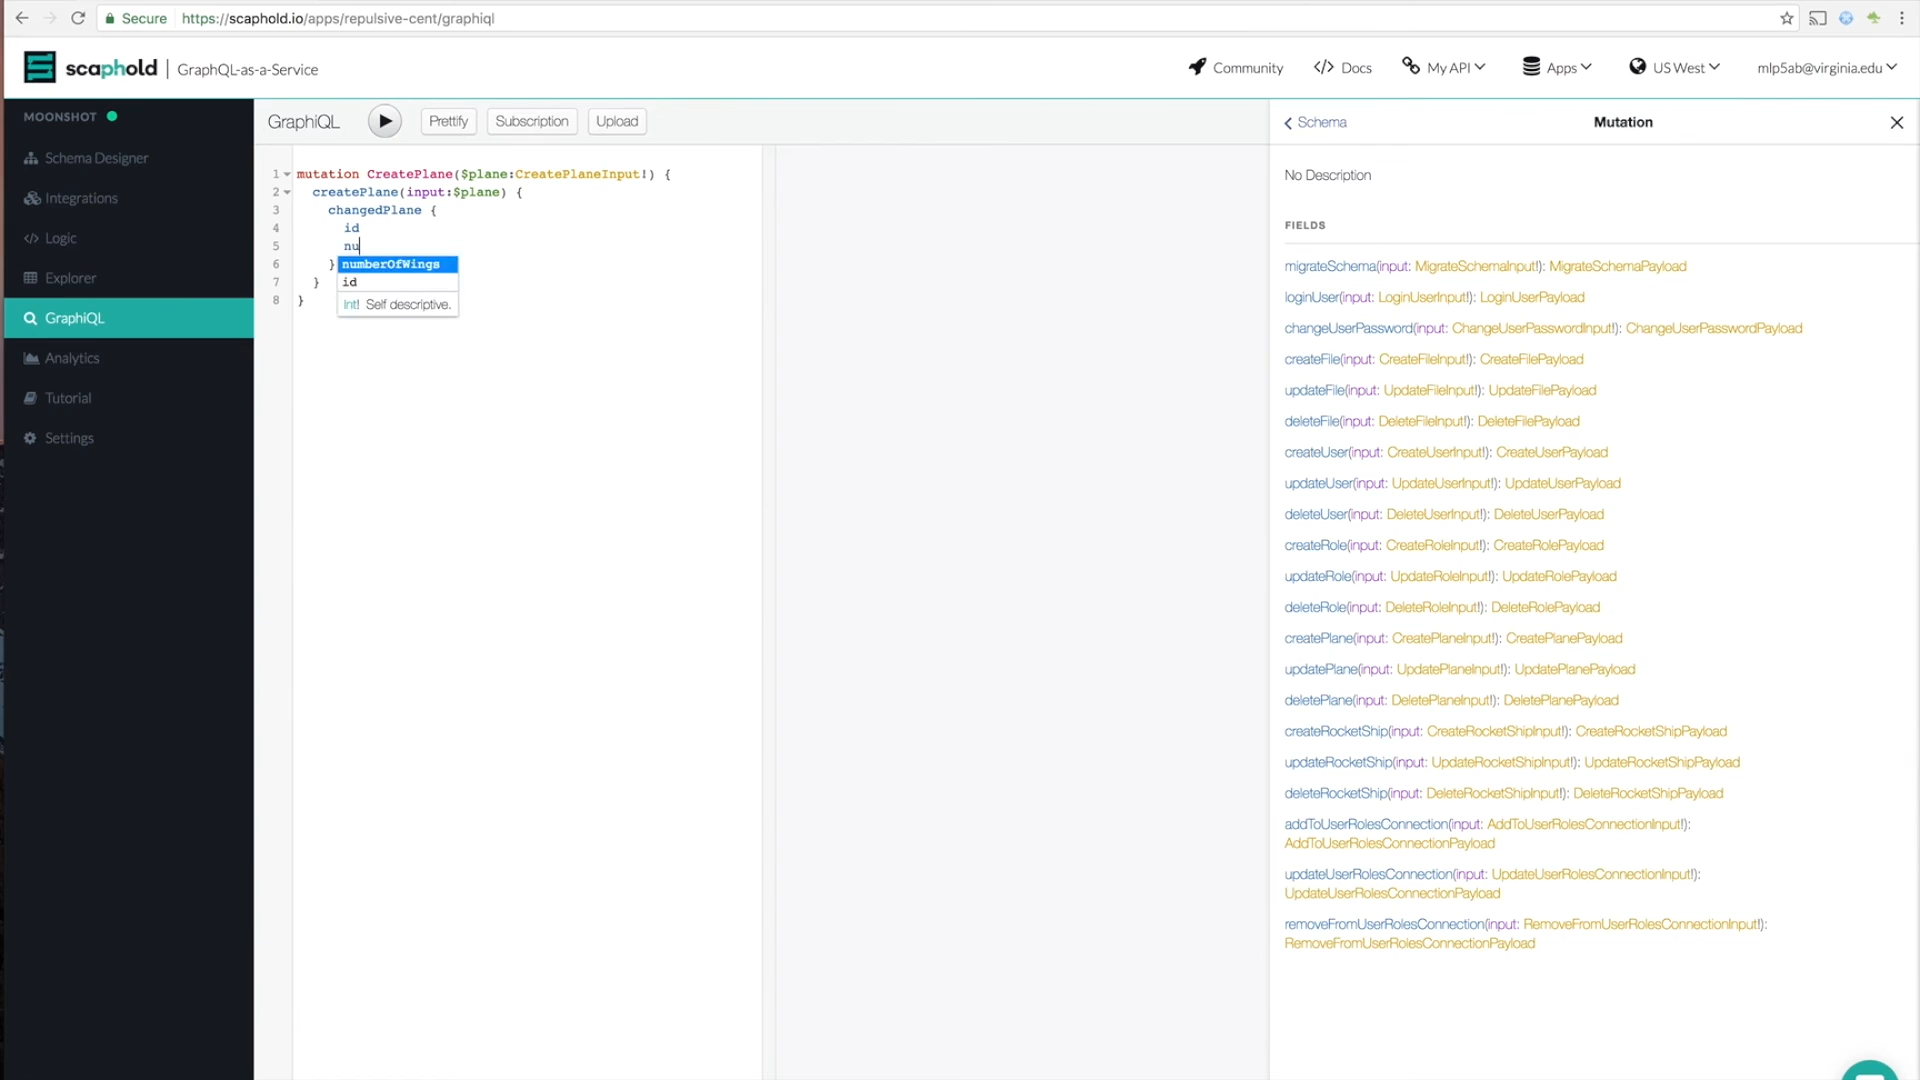 Secure https://scaphold.io/apps/repulsive-cent/graphiql
scaphold | GraphQL-as-a-Service
Community
</> Docs
My API
Apps
US West
mlp5ab@virginia.edu
MOONSHOT
Schema Designer
Integrations
</> Logic
Explorer
GraphiQL
Analytics
Tutorial
Settings
GraphiQL
Prettify
Subscription
Upload
1 mutation CreatePlane($plane:CreatePlaneInput!) {
2 createPlane(input:$plane) {
3 changedPlane {
4 id
5 nu
6 }
numberOfWings
7 }
id
Int! Self descriptive.
8 }
Schema
Mutation
No Description
FIELDS
migrateSchema(input: MigrateSchemaInput!): MigrateSchemaPayload
loginUser(input: LoginUserInput!): LoginUserPayload
changeUserPassword(input: ChangeUserPasswordInput!): ChangeUserPasswordPayload
createFile(input: CreateFileInput!): CreateFilePayload
updateFile(input: UpdateFileInput!): UpdateFilePayload
deleteFile(input: DeleteFileInput!): DeleteFilePayload
createUser(input: CreateUserInput!): CreateUserPayload
updateUser(input: UpdateUserInput!): UpdateUserPayload
deleteUser(input: DeleteUserInput!): DeleteUserPayload
createRole(input: CreateRoleInput!): CreateRolePayload
updateRole(input: UpdateRoleInput!): UpdateRolePayload
deleteRole(input: DeleteRoleInput!): DeleteRolePayload
createPlane(input: CreatePlaneInput!): CreatePlanePayload
updatePlane(input: UpdatePlaneInput!): UpdatePlanePayload
deletePlane(input: DeletePlaneInput!): DeletePlanePayload
createRocketShip(input: CreateRocketShipInput!): CreateRocketShipPayload
updateRocketShip(input: UpdateRocketShipInput!): UpdateRocketShipPayload
deleteRocketShip(input: DeleteRocketShipInput!): DeleteRocketShipPayload
addToUserRolesConnection(input: AddToUserRolesConnectionInput!):
AddToUserRolesConnectionPayload
updateUserRolesConnection(input: UpdateUserRolesConnectionInput!):
UpdateUserRolesConnectionPayload
removeFromUserRolesConnection(input: RemoveFromUserRolesConnectionInput!):
RemoveFromUserRolesConnectionPayload